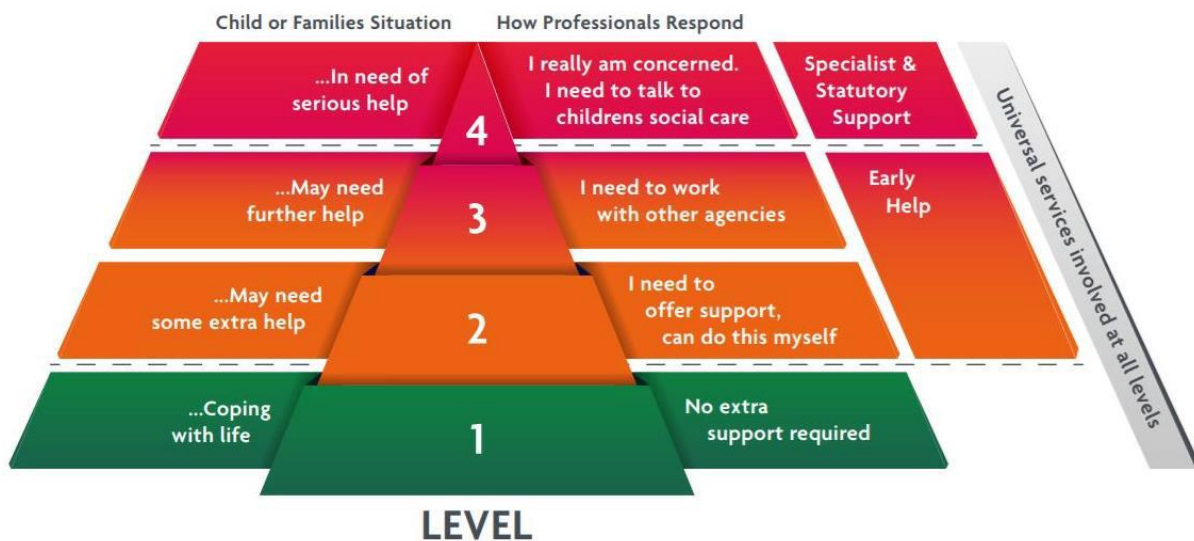 Child or Families Situation
How Professionals Respond
...In need of
serious help
4
I really am concerned.
I need to talk to
childrens social care
Specialist &
Statutory
Support
...May need
further help
3
I need to work
with other agencies
Early
Help
...May need
some extra help
2
I need to
offer support,
can do this myself
...Coping
with life
1
No extra
support required
Universal services involved at all levels
LEVEL